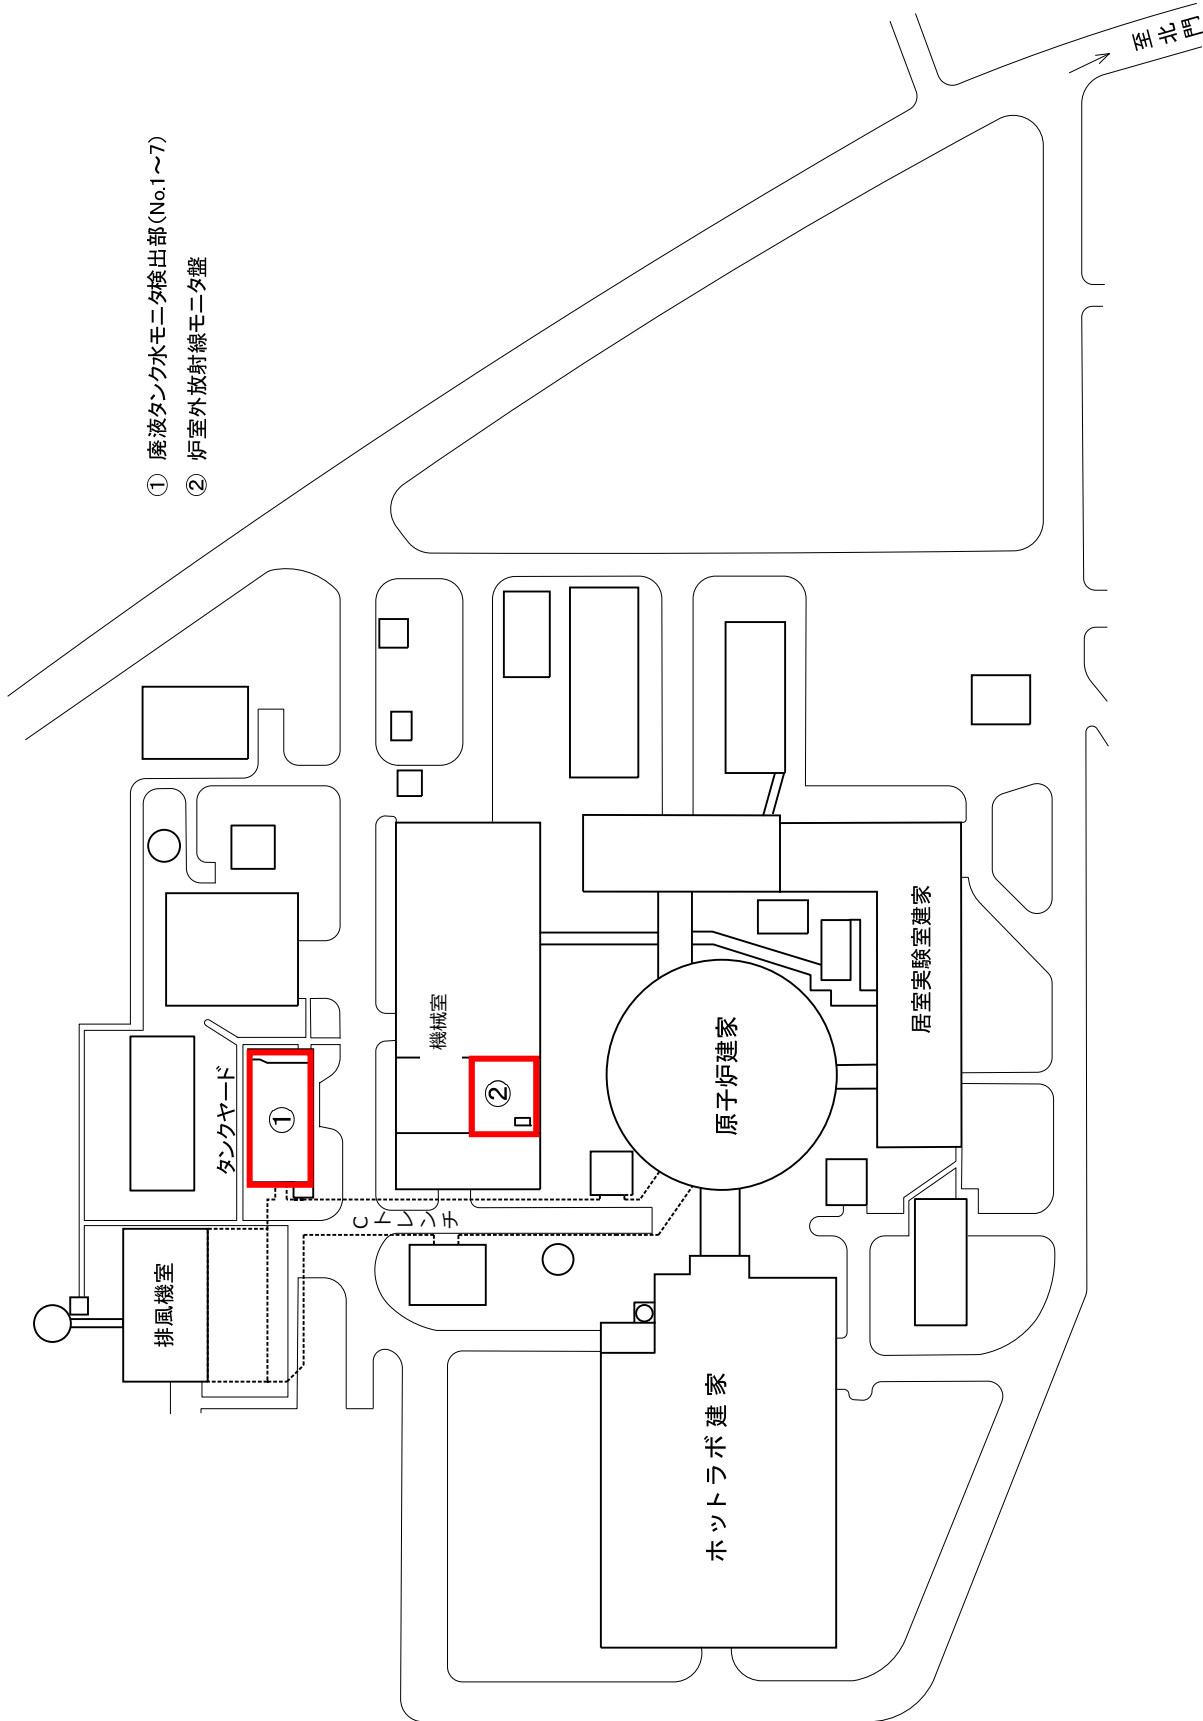 ① 廃液タンク水モニタ検出部(No.1～7)
② 炉室外放射線モニタ盤
至北門
タンクヤード
①
機械室
②
排風機室
Cトレンチ
原子炉建家
居室実験室建家
ホットラボ建家